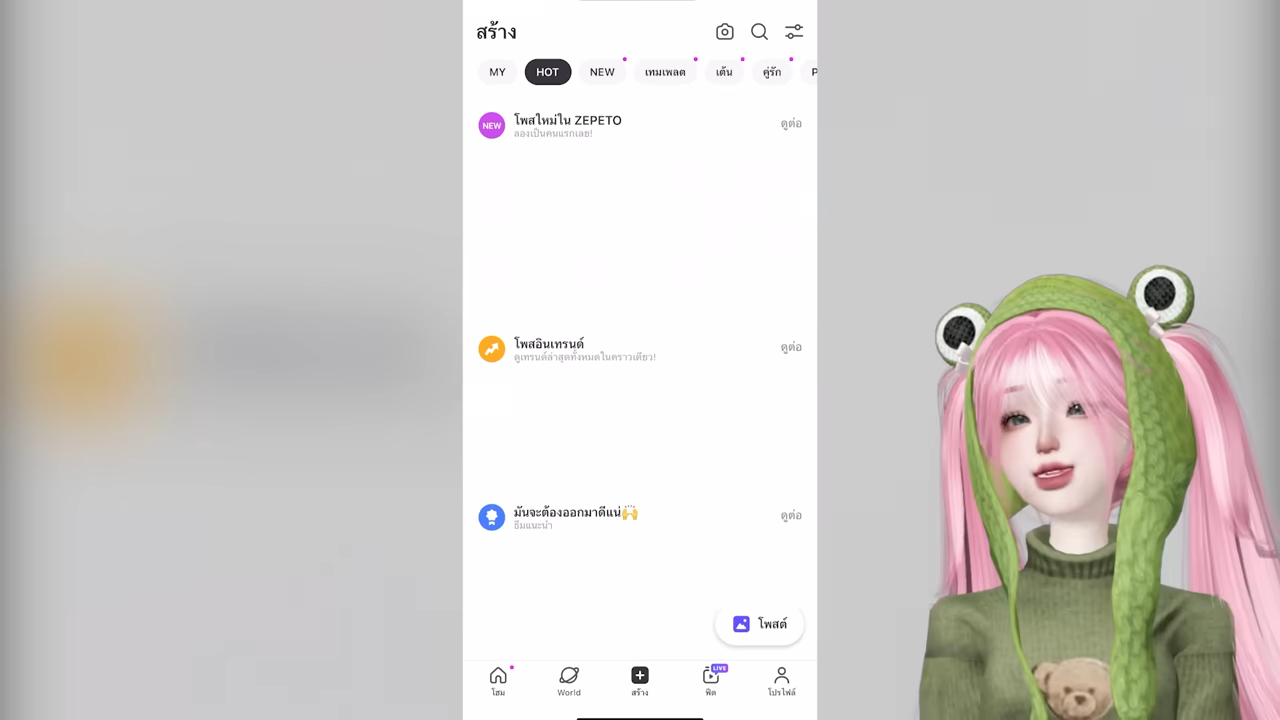 สร้าง
MY HOT NEW เทมเพลต เต้น คู่รัก P
NEW โพสใหม่ใน ZEPETO ดูต่อ
ลองเป็นคนแรกเลย!
โพสอินเทรนด์ ดูต่อ
ดูเทรนด์ล่าสุดทั้งหมดในคราวเดียว!
มันจะต้องออกมาดีแน่🙌 ดูต่อ
ธีมแนะนำ
โพสต์
LIVE
โฮม World สร้าง ฟีด โปรไฟล์